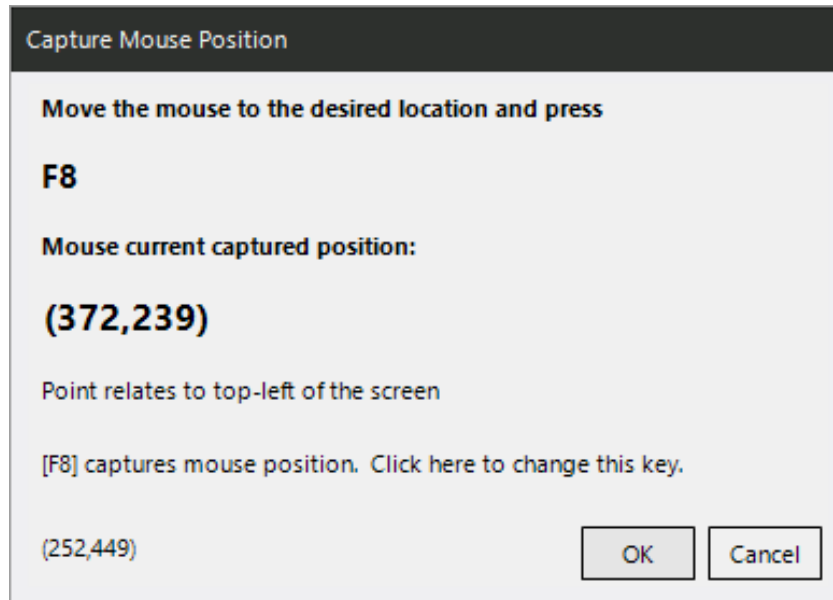 Capture Mouse Position
Move the mouse to the desired location and press
F8
Mouse current captured position:
(372,239)
Point relates to top-left of the screen
[F8] captures mouse position.  Click here to change this key.
(252,449)
OK
Cancel